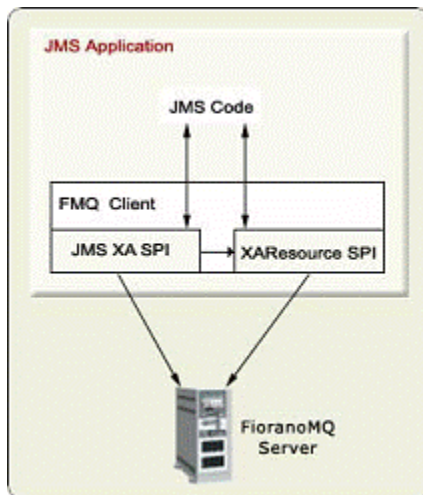 JMS Application
JMS Code
FMQ Client
JMS XA SPI
XAResource SPI
FioranoMQ
Server